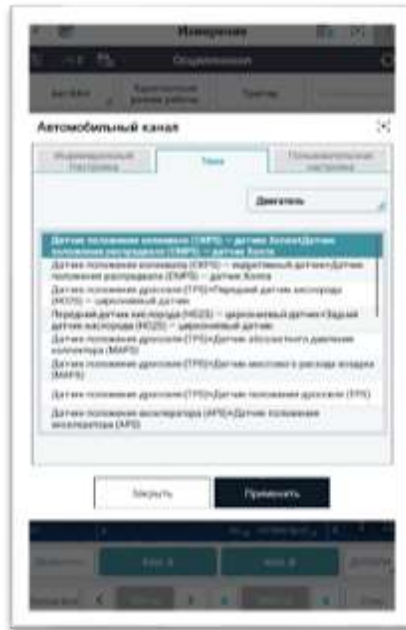 Измерение
Осциллограф
Автомобильный канал
Индивидуальная
настройка
Тема
Пользовательская
настройка
Двигатель
Датчик положения коленвала (CKPS) – датчик Холла+Датчик
положения распредвала (CMPS) – датчик Холла
Датчик положения коленвала (CKPS) – индуктивный датчик+Датчик
положения распредвала (CMPS) – датчик Холла
Датчик положения дросселя (TPS)+Передний датчик кислорода
(HO2S) – циркониевый датчик
Передний датчик кислорода (HO2S) – циркониевый датчик+Задний
датчик кислорода (HO2S) – циркониевый датчик
Датчик положения дросселя (TPS)+Датчик абсолютного давления
коллектора (MAPS)
Датчик положения дросселя (TPS)+Датчик массового расхода воздуха
(MAFS)
Датчик положения дросселя (TPS)+Датчик положения дросселя (TPS)
Датчик положения акселератора (APS)+Датчик положения
акселератора (APS)
Закрыть
Применить